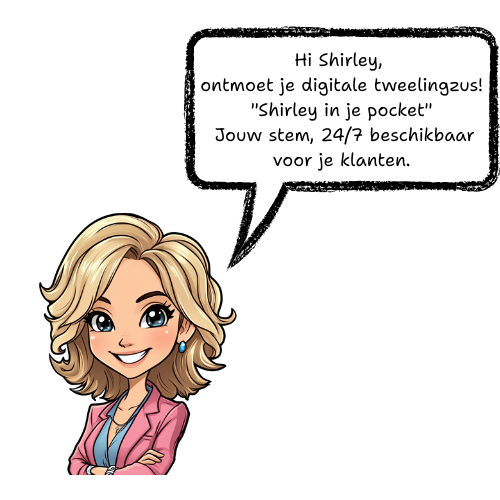 Hi Shirley,
ontmoet je digitale tweelingzus!
"Shirley in je pocket"
Jouw stem, 24/7 beschikbaar
voor je klanten.